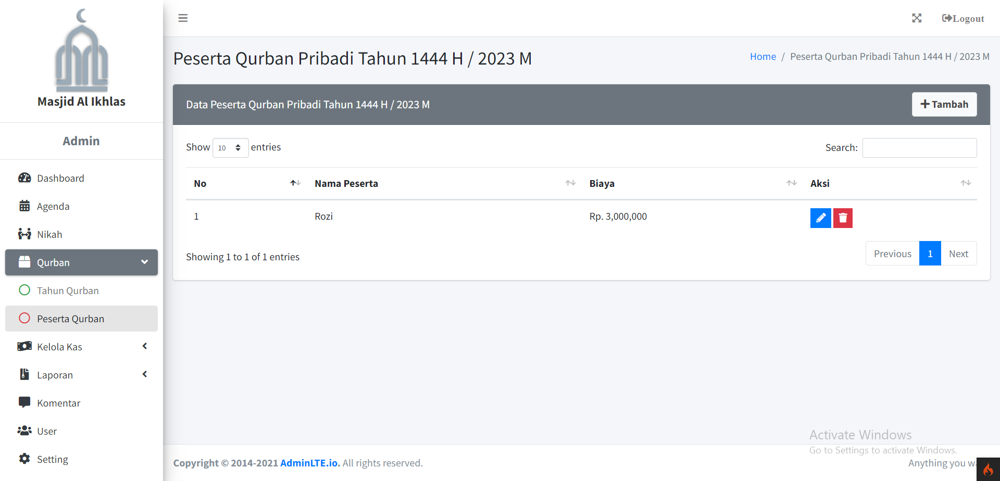 Masjid Al Ikhlas
Admin
Dashboard
Agenda
Nikah
Qurban
Tahun Qurban
Peserta Qurban
Kelola Kas
Laporan
Komentar
User
Setting
Logout
Peserta Qurban Pribadi Tahun 1444 H / 2023 M
Home / Peserta Qurban Pribadi Tahun 1444 H / 2023 M
Data Peserta Qurban Pribadi Tahun 1444 H / 2023 M
Tambah
Show 10 entries
Search:
No Nama Peserta Biaya Aksi
1 Rozi Rp. 3,000,000
Showing 1 to 1 of 1 entries
Previous 1 Next
Activate Windows
Go to Settings to activate Windows.
Copyright © 2014-2021 AdminLTE.io. All rights reserved.
Anything you